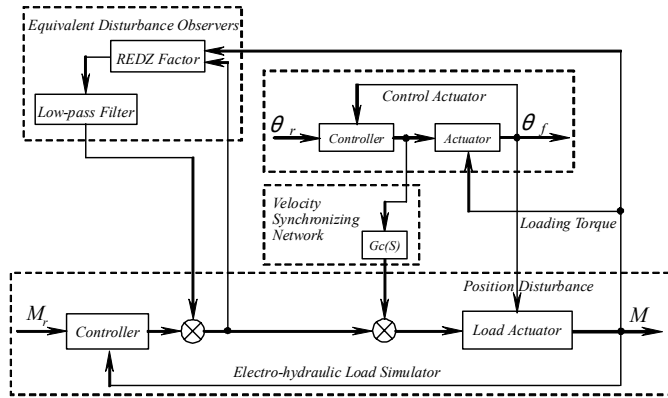 Equivalent Disturbance Observers
REDZ Factor
Low-pass Filter
Control Actuator
θr
Controller
Actuator
θf
Velocity
Synchronizing
Network
Gc(S)
Loading Torque
Position Disturbance
Mr
Controller
Load Actuator
M
Electro-hydraulic Load Simulator